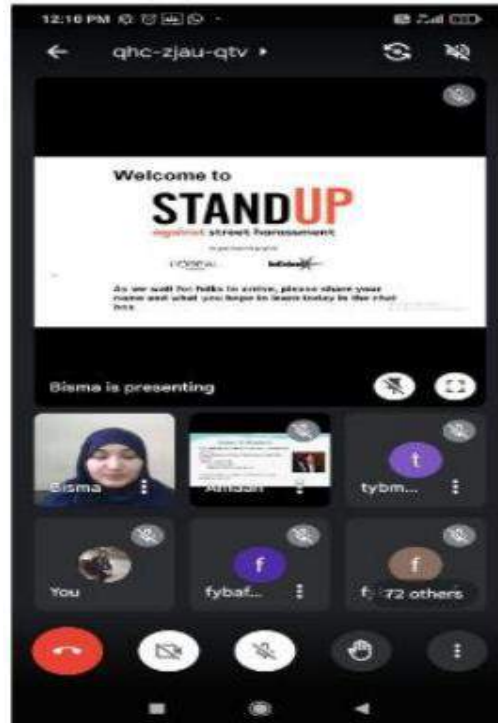 12:16 PM
qhc-zjau-qtv
Welcome to
STANDUP
against street harassment
L'ORÉAL
As we wait for folks to arrive, please share your
name and what you hope to learn today in the chat
box
Bisma is presenting
Bisma
Amaan
t
tybm...
You
f
fybaf...
f
f
72 others